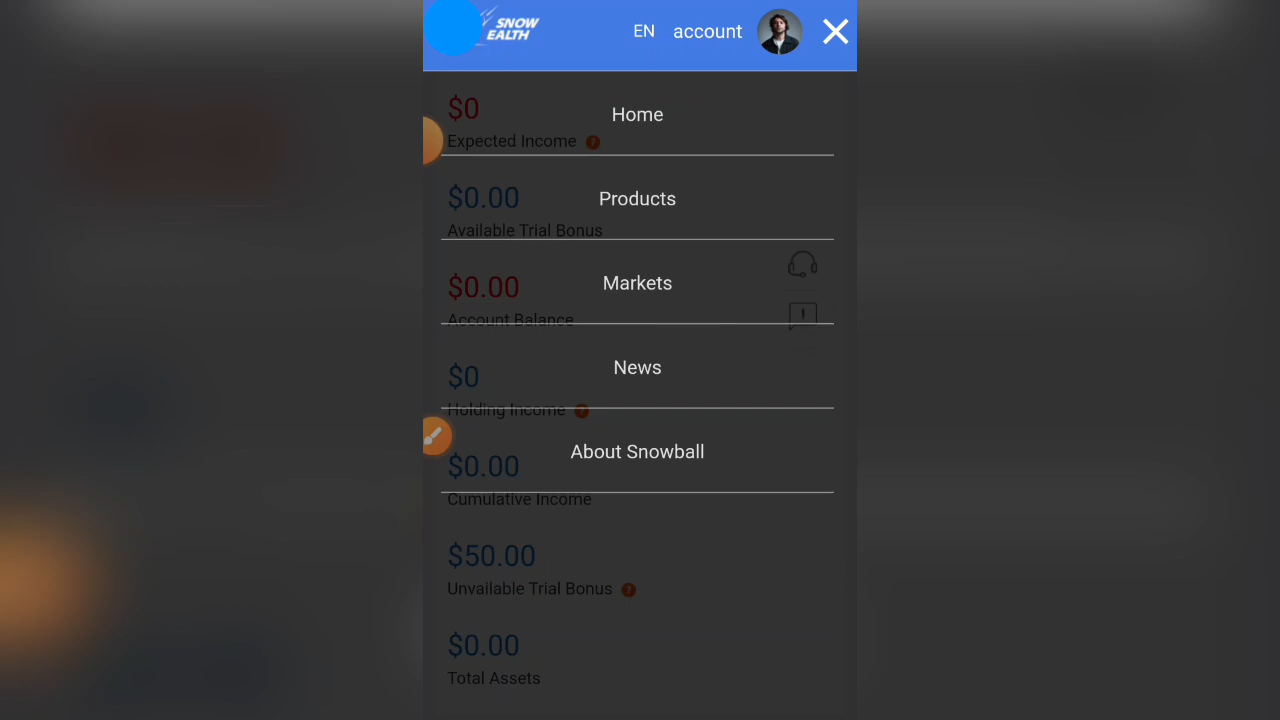 SNOW
EALTH
EN
account
$0
Home
Expected Income
$0.00
Products
Available Trial Bonus
$0.00
Markets
Account Balance
$0
News
Holding Income
$0.00
About Snowball
Cumulative Income
$50.00
Unvailable Trial Bonus
$0.00
Total Assets